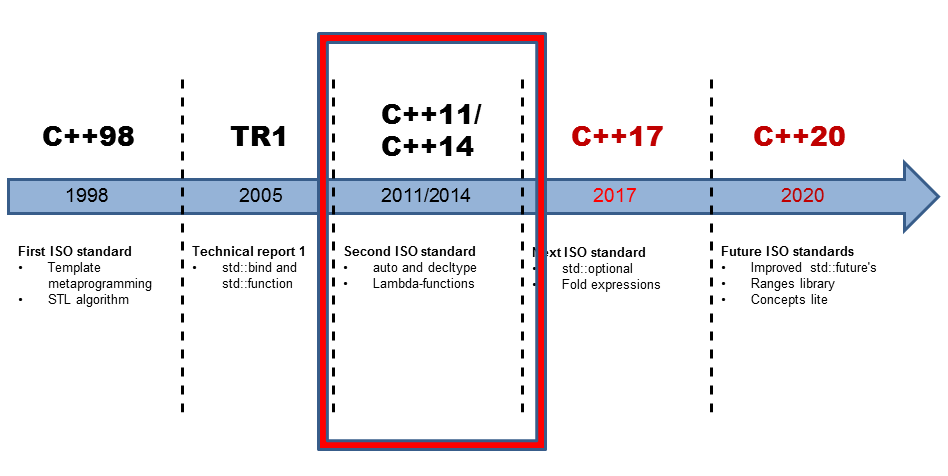 C++98
TR1
C++11/
C++14
C++17
C++20
1998
2005
2011/2014
2017
2020
First ISO standard
• Template
metaprogramming
• STL algorithm
Technical report 1
• std::bind and
std::function
Second ISO standard
• auto and decltype
• Lambda-functions
Next ISO standard
• std::optional
• Fold expressions
Future ISO standards
• Improved std::future's
• Ranges library
• Concepts lite